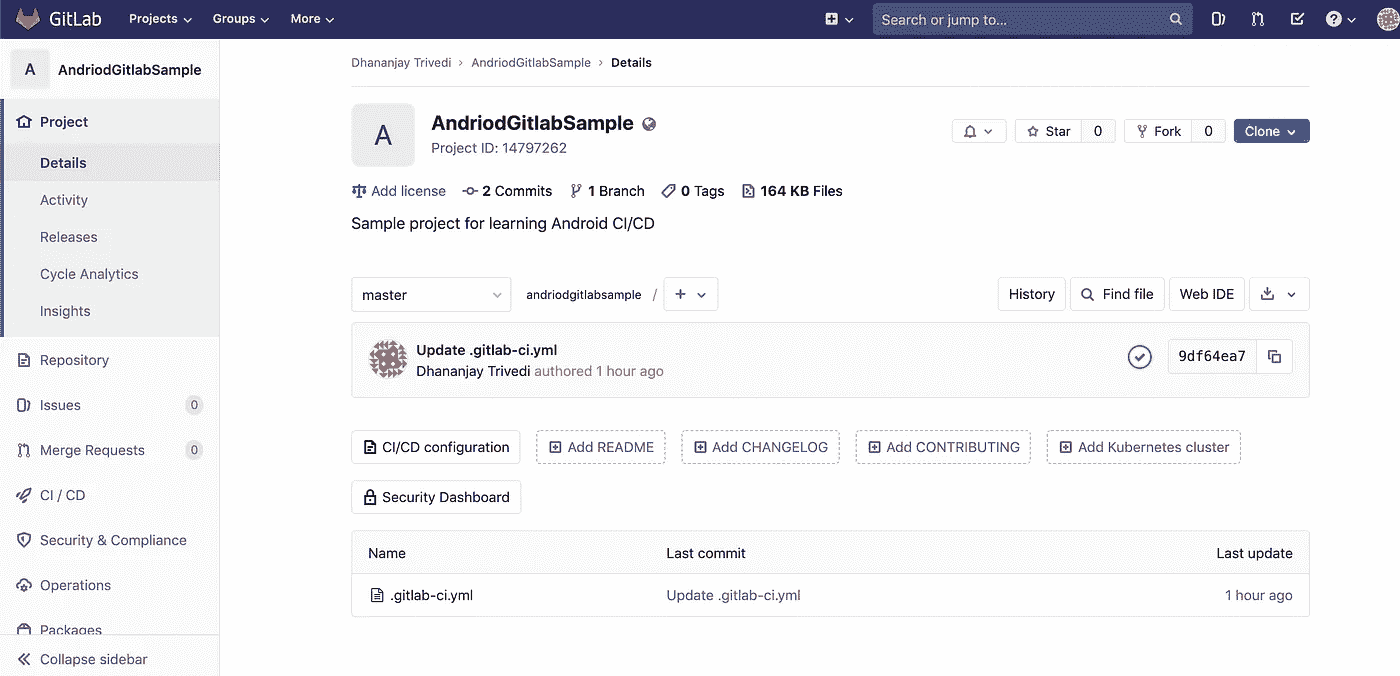 GitLab Projects Groups More Search or jump to...
A AndriodGitlabSample
Project
Details
Activity
Releases
Cycle Analytics
Insights
Repository
Issues 0
Merge Requests 0
CI / CD
Security & Compliance
Operations
Packages
Collapse sidebar
Dhananjay Trivedi › AndriodGitlabSample › Details
A
AndriodGitlabSample
Project ID: 14797262
Star 0 Fork 0 Clone
Add license 2 Commits 1 Branch 0 Tags 164 KB Files
Sample project for learning Android CI/CD
master andriodgitlabsample / + History Find file Web IDE
Update .gitlab-ci.yml
Dhananjay Trivedi authored 1 hour ago
9df64ea7
CI/CD configuration Add README Add CHANGELOG Add CONTRIBUTING Add Kubernetes cluster
Security Dashboard
Name Last commit Last update
.gitlab-ci.yml Update .gitlab-ci.yml 1 hour ago